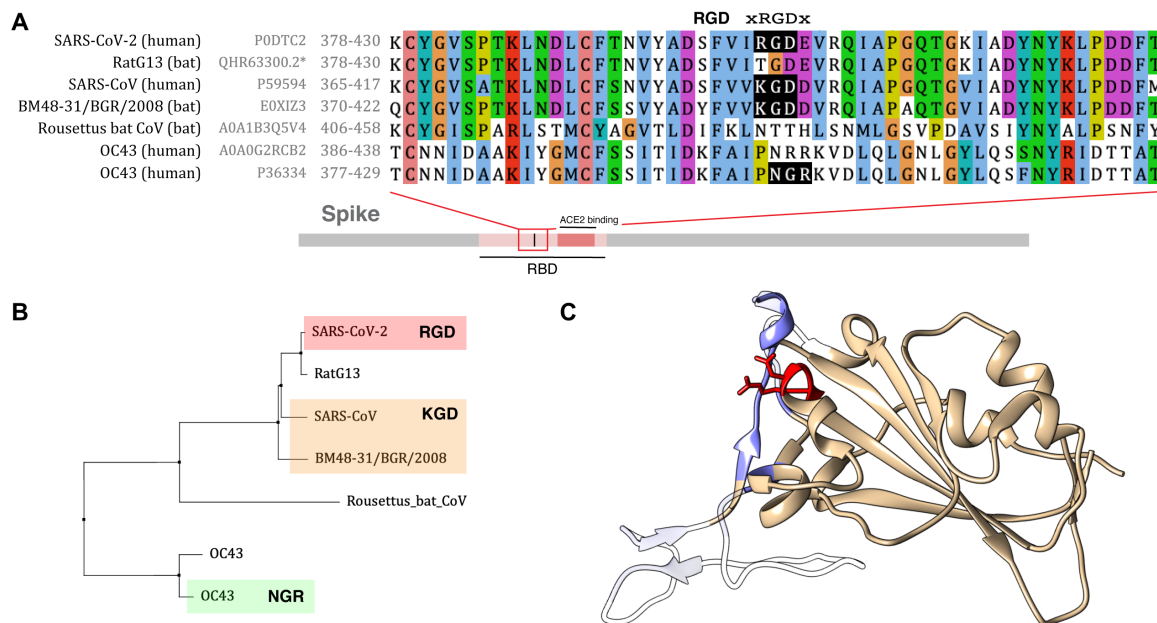 A
RGD xRGDx
SARS-CoV-2 (human) P0DTC2 378-430 KCYGVSPTKLNDLCFTNVYADSFVIRGDEVRQIAPGQTGKIADYNYKLPDDFT
RatG13 (bat) QHR63300.2* 378-430 KCYGVSPTKLNDLCFTNVYADSFVITGDEVRQIAPGQTGKIADYNYKLPDDFT
SARS-CoV (human) P59594 365-417 KCYGVSATKLNDLCFSNVYADSFVVKGDDVRQIAPGQTGVIADYNYKLPDDFM
BM48-31/BGR/2008 (bat) E0XIZ3 370-422 QCYGVSPTKLNDLCFSSVYADYFVVKGDDVRQIAPAQTGVIADYNYKLPDDFT
Rousettus bat CoV (bat) A0A1B3Q5V4 406-458 KCYGISPARLSTMCYAGVTLDIFKLNTTHLSNMLGSVPDAVSIYNYALPSNFY
OC43 (human) A0A0G2RCB2 386-438 TCNNIDAAKIYGMCFSSITIDKFAIPNRRKVDLQLGNLGYLQSSNYRIDTTAT
OC43 (human) P36334 377-429 TCNNIDAAKIYGMCFSSITIDKFAIPNGRKVDLQLGNLGYLQSFNYRIDTTAT
Spike
ACE2 binding
RBD
B
SARS-CoV-2 RGD
RatG13
SARS-CoV KGD
BM48-31/BGR/2008
Rousettus_bat_CoV
OC43
OC43 NGR
C